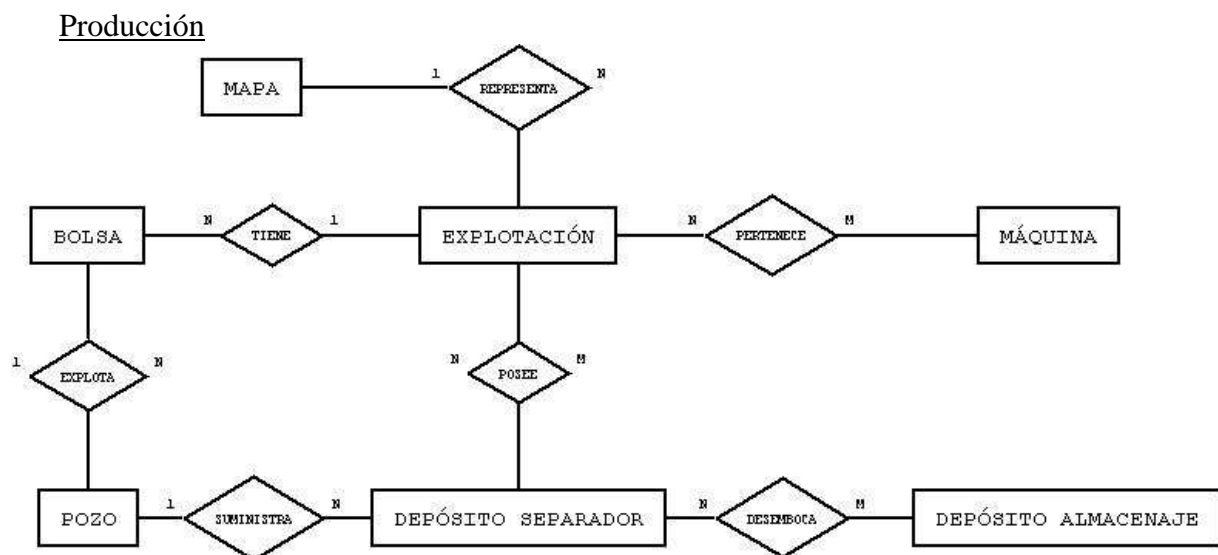 Producción
1
N
MAPA
REPRESENTA
N
1
N
M
BOLSA
TIENE
EXPLOTACIÓN
PERTENECE
MÁQUINA
1
N
N
M
EXPLOTA
POSEE
1
N
N
M
POZO
SUMINISTRA
DEPÓSITO SEPARADOR
DESEMBOCA
DEPÓSITO ALMACENAJE